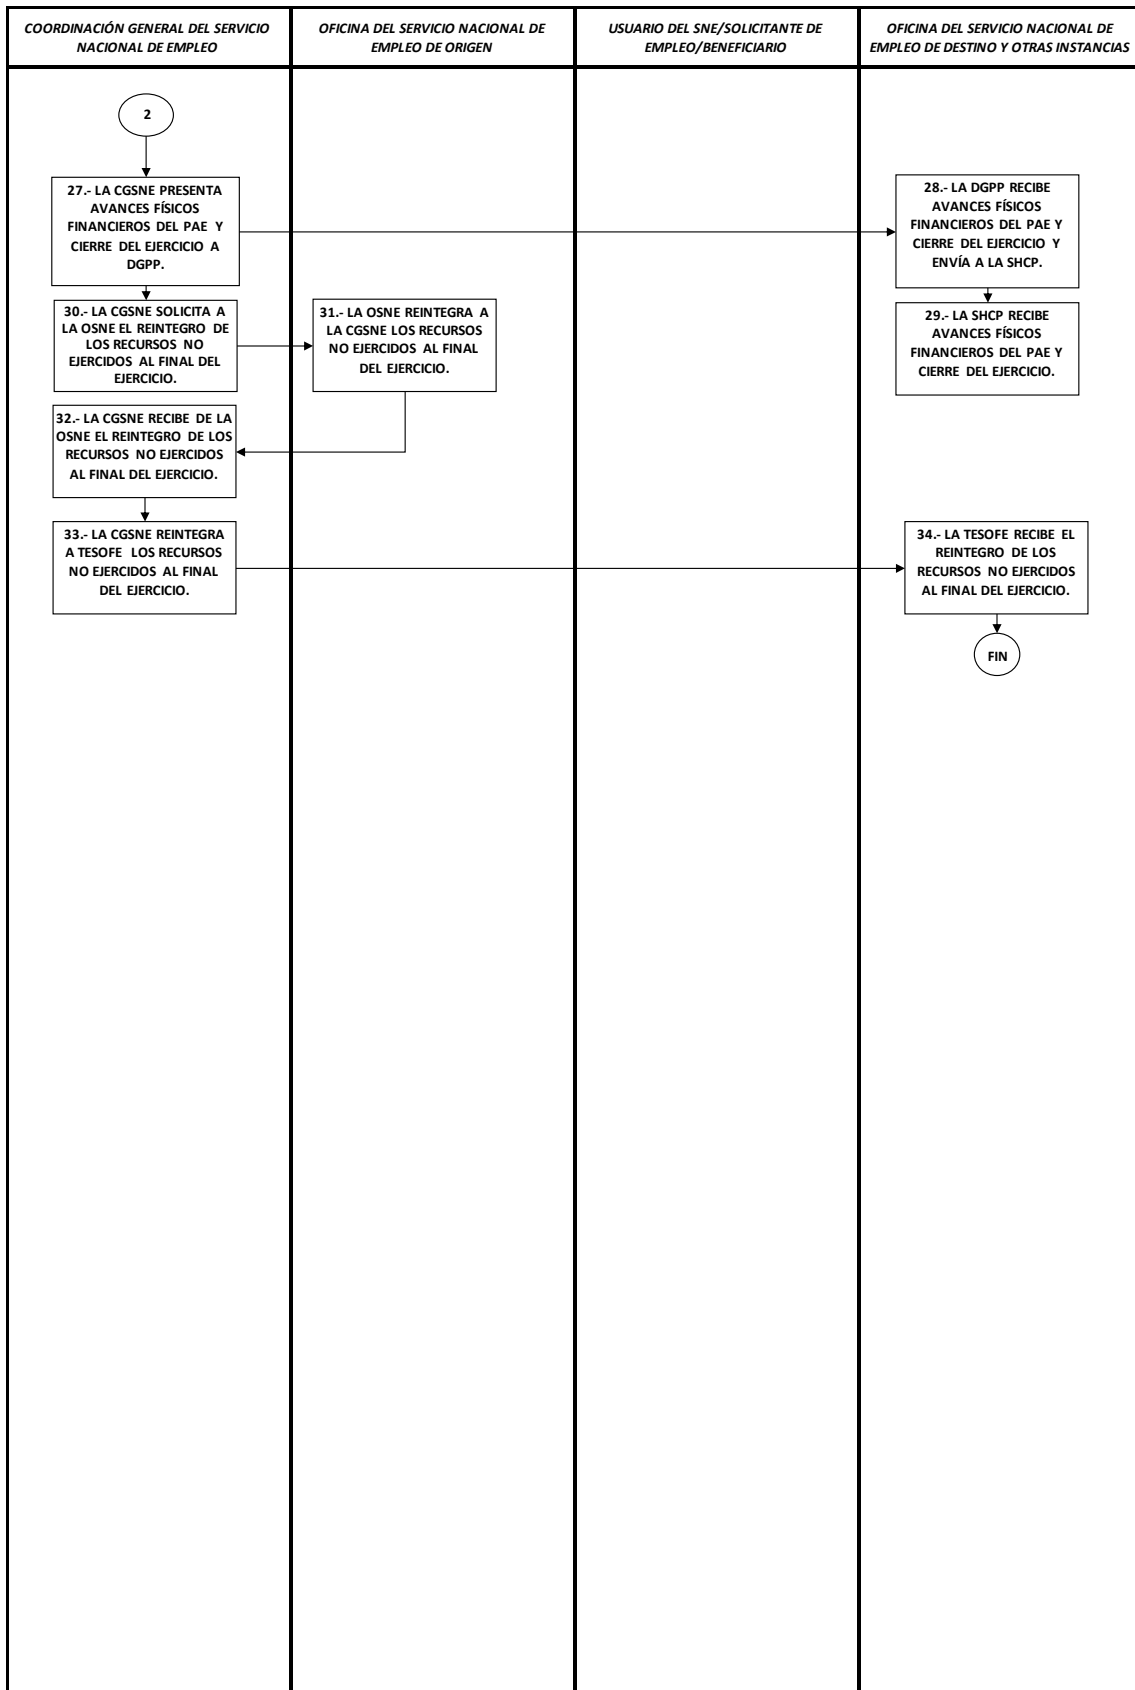 COORDINACIÓN GENERAL DEL SERVICIO
NACIONAL DE EMPLEO
OFICINA DEL SERVICIO NACIONAL DE
EMPLEO DE ORIGEN
USUARIO DEL SNE/SOLICITANTE DE
EMPLEO/BENEFICIARIO
OFICINA DEL SERVICIO NACIONAL DE
EMPLEO DE DESTINO Y OTRAS INSTANCIAS
2
27.- LA CGSNE PRESENTA
AVANCES FÍSICOS
FINANCIEROS DEL PAE Y
CIERRE DEL EJERCICIO A
DGPP.
28.- LA DGPP RECIBE
AVANCES FÍSICOS
FINANCIEROS DEL PAE Y
CIERRE DEL EJERCICIO Y
ENVÍA A LA SHCP.
29.- LA SHCP RECIBE
AVANCES FÍSICOS
FINANCIEROS DEL PAE Y
CIERRE DEL EJERCICIO.
30.- LA CGSNE SOLICITA A
LA OSNE EL REINTEGRO DE
LOS RECURSOS NO
EJERCIDOS AL FINAL DEL
EJERCICIO.
31.- LA OSNE REINTEGRA A
LA CGSNE LOS RECURSOS
NO EJERCIDOS AL FINAL
DEL EJERCICIO.
32.- LA CGSNE RECIBE DE LA
OSNE EL REINTEGRO DE LOS
RECURSOS NO EJERCIDOS
AL FINAL DEL EJERCICIO.
33.- LA CGSNE REINTEGRA
A TESOFE LOS RECURSOS
NO EJERCIDOS AL FINAL
DEL EJERCICIO.
34.- LA TESOFE RECIBE EL
REINTEGRO DE LOS
RECURSOS NO EJERCIDOS
AL FINAL DEL EJERCICIO.
FIN